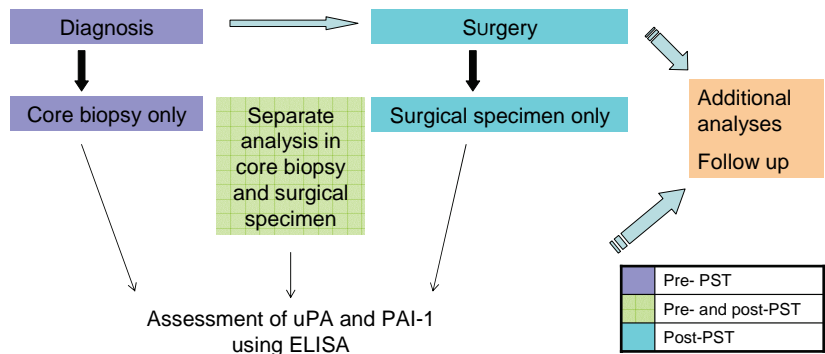 Diagnosis
Surgery
Core biopsy only
Separate
analysis in
core biopsy
and surgical
specimen
Surgical specimen only
Additional
analyses
Follow up
Assessment of uPA and PAI-1
using ELISA
Pre- PST
Pre- and post-PST
Post-PST